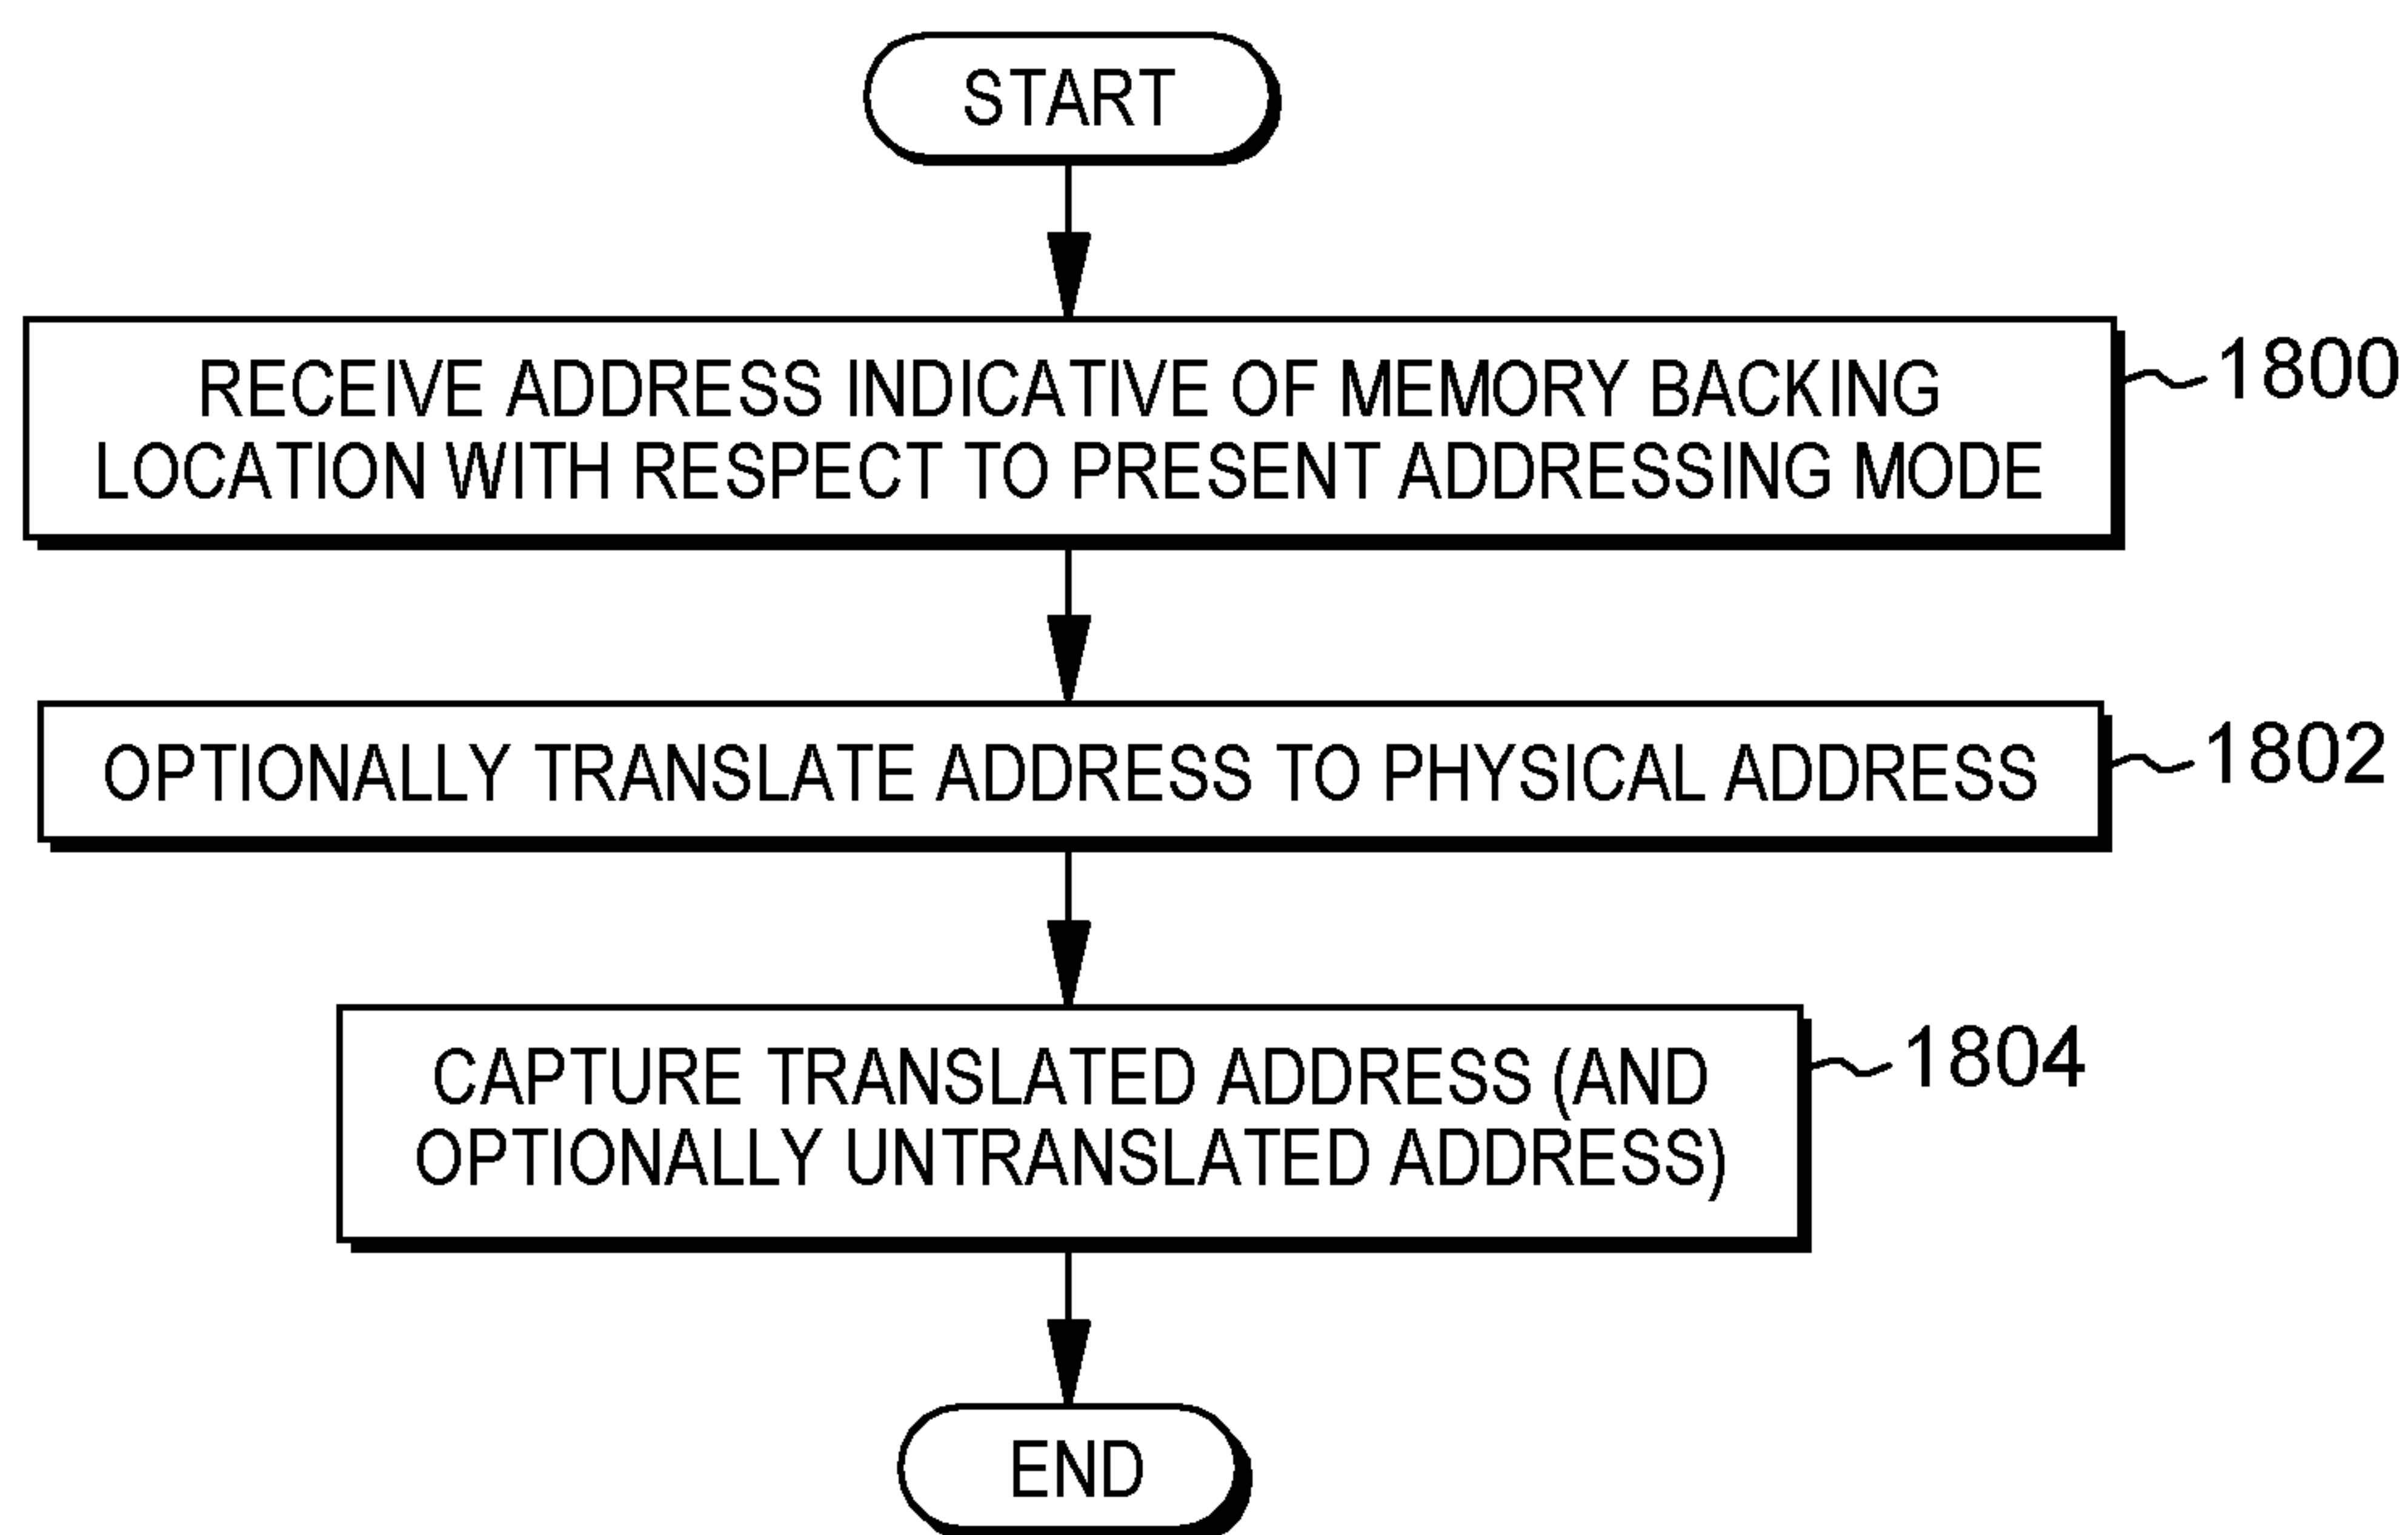 START
RECEIVE ADDRESS INDICATIVE OF MEMORY BACKING
LOCATION WITH RESPECT TO PRESENT ADDRESSING MODE
1800
OPTIONALLY TRANSLATE ADDRESS TO PHYSICAL ADDRESS
1802
CAPTURE TRANSLATED ADDRESS (AND
OPTIONALLY UNTRANSLATED ADDRESS)
1804
END